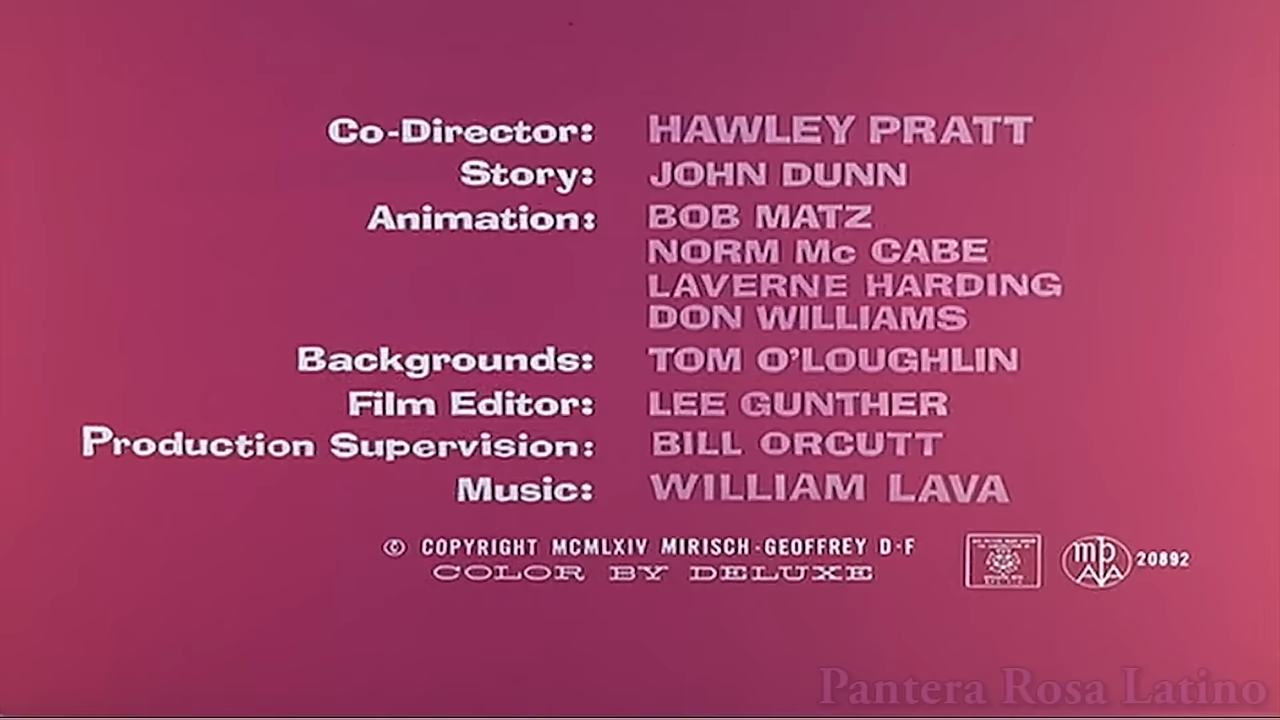 Co-Director: HAWLEY PRATT
Story: JOHN DUNN
Animation: BOB MATZ
NORM Mc CABE
LAVERNE HARDING
DON WILLIAMS
Backgrounds: TOM O'LOUGHLIN
Film Editor: LEE GUNTHER
Production Supervision: BILL ORCUTT
Music: WILLIAM LAVA
© COPYRIGHT MCMLXIV MIRISCH-GEOFFREY D-F
COLOR BY DELUXE
mpAA 20892
Pantera Rosa Latino